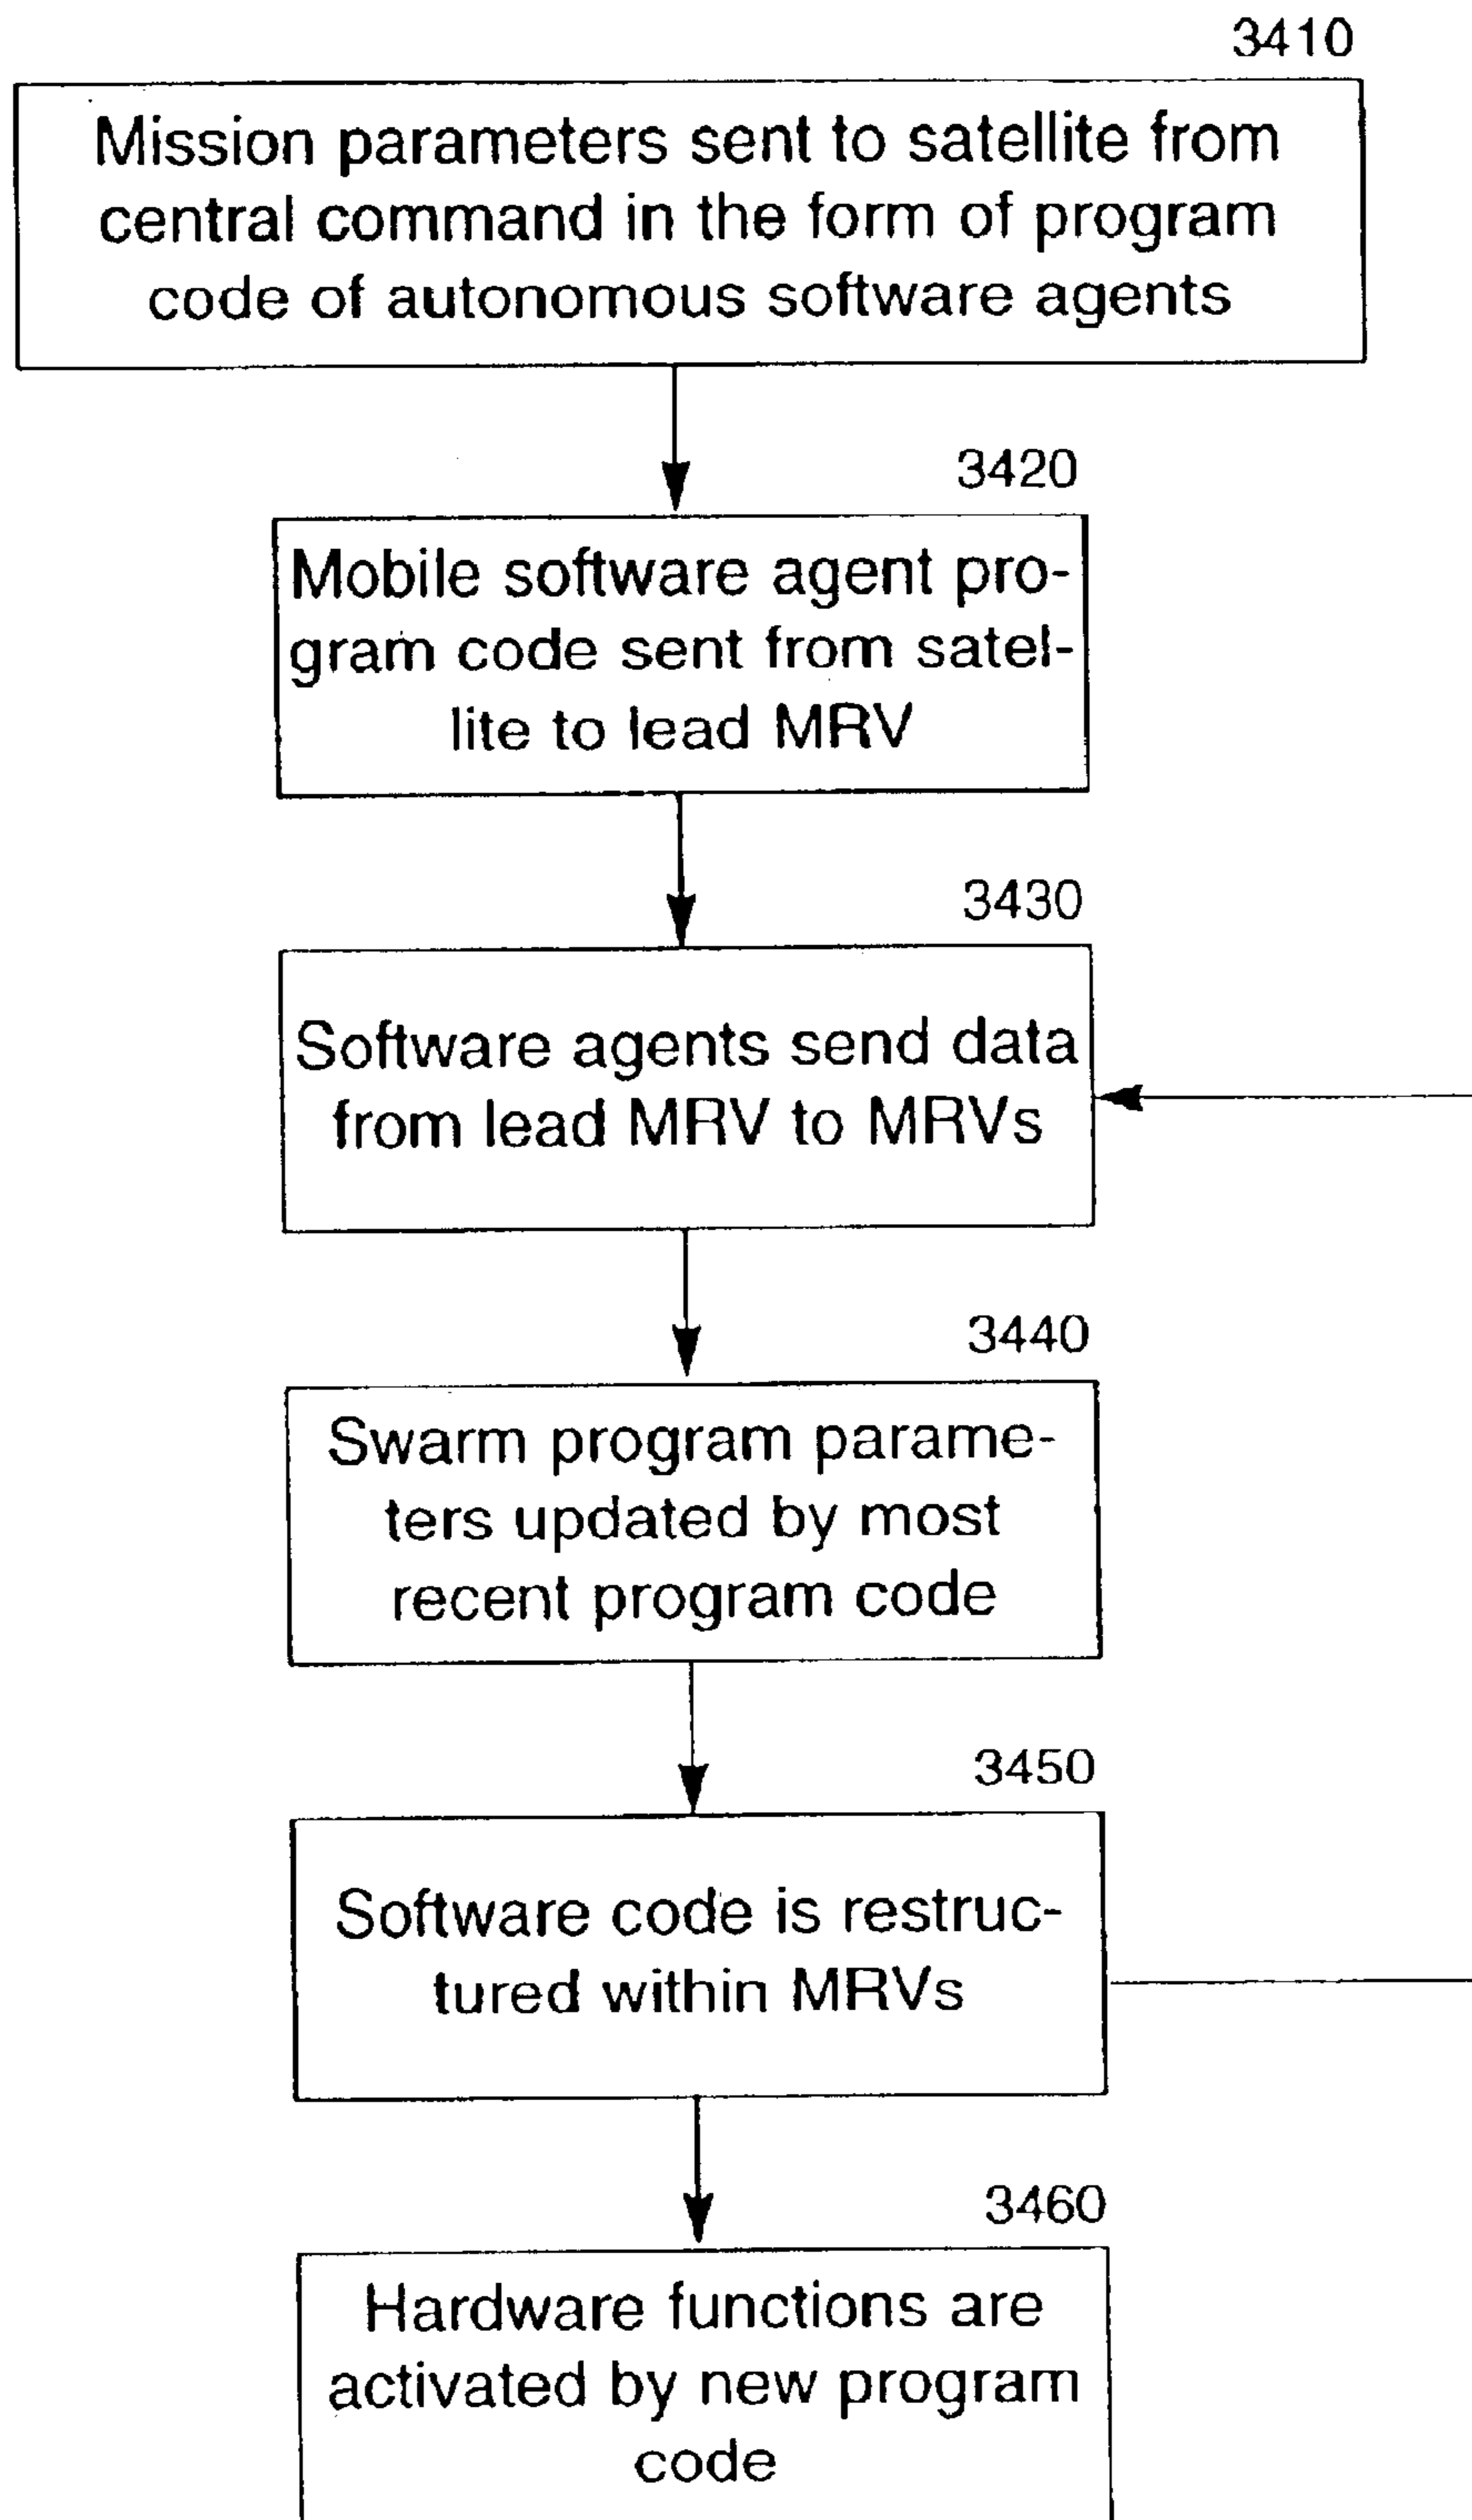 3410
Mission parameters sent to satellite from
central command in the form of program
code of autonomous software agents
3420
Mobile software agent pro-
gram code sent from satel-
lite to lead MRV
3430
Software agents send data
from lead MRV to MRVs
3440
Swarm program parame-
ters updated by most
recent program code
3450
Software code is restruc-
tured within MRVs
3460
Hardware functions are
activated by new program
code